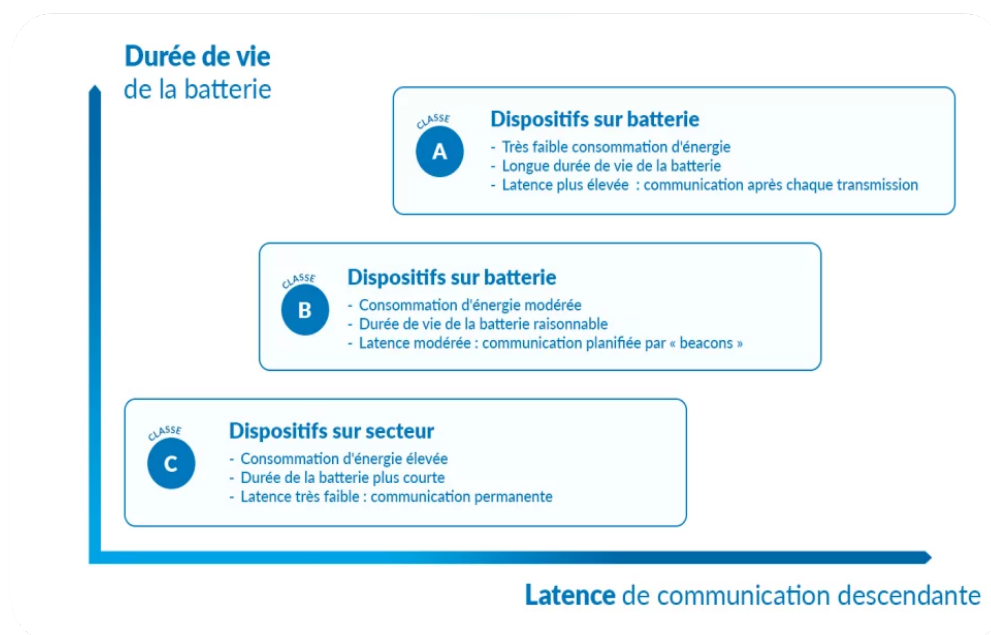 Durée de vie
de la batterie
CLASSE
A
Dispositifs sur batterie
- Très faible consommation d'énergie
- Longue durée de vie de la batterie
- Latence plus élevée : communication après chaque transmission
CLASSE
B
Dispositifs sur batterie
- Consommation d'énergie modérée
- Durée de vie de la batterie raisonnable
- Latence modérée : communication planifiée par « beacons »
CLASSE
C
Dispositifs sur secteur
- Consommation d'énergie élevée
- Durée de la batterie plus courte
- Latence très faible : communication permanente
Latence de communication descendante